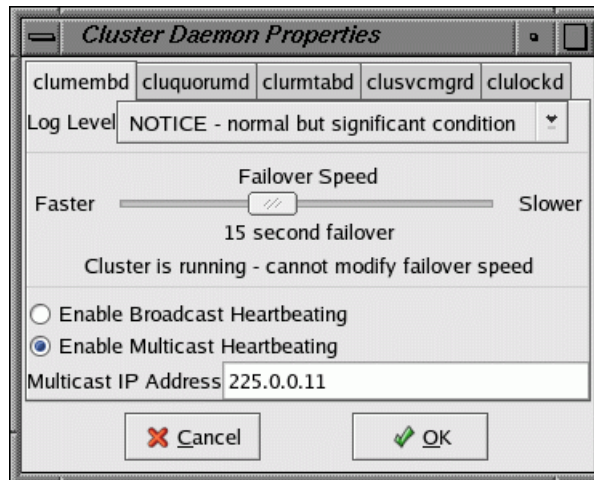 Cluster Daemon Properties
clumembd cluquorumd clurmtabd clusvcmgrd clulockd
Log Level NOTICE - normal but significant condition
Failover Speed
Faster Slower
15 second failover
Cluster is running - cannot modify failover speed
Enable Broadcast Heartbeating
Enable Multicast Heartbeating
Multicast IP Address 225.0.0.11
Cancel OK